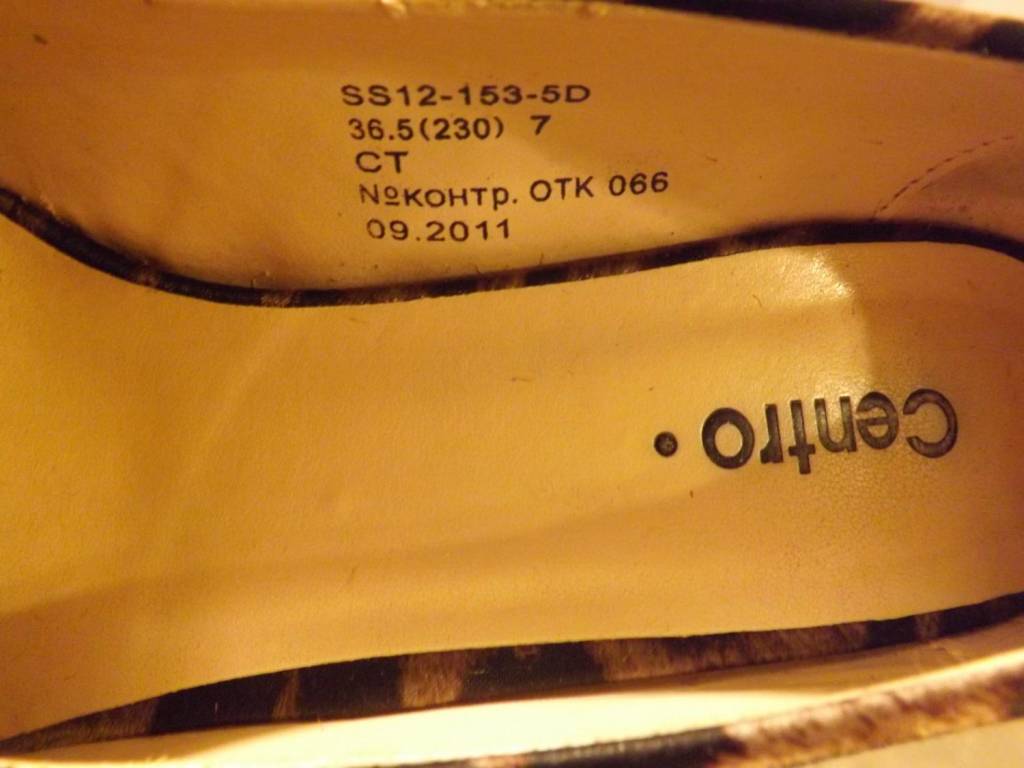 SS12-153-5D
36.5(230) 7
CT
№контр. ОТК 066
09.2011
Centro